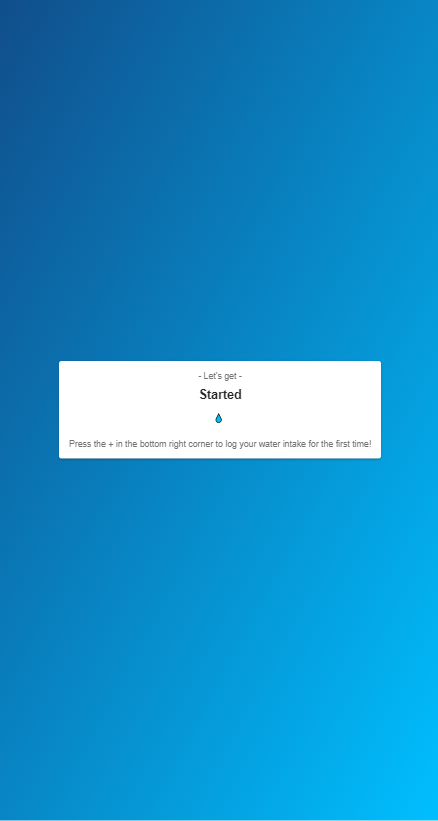 - Let's get -
Started
Press the + in the bottom right corner to log your water intake for the first time!